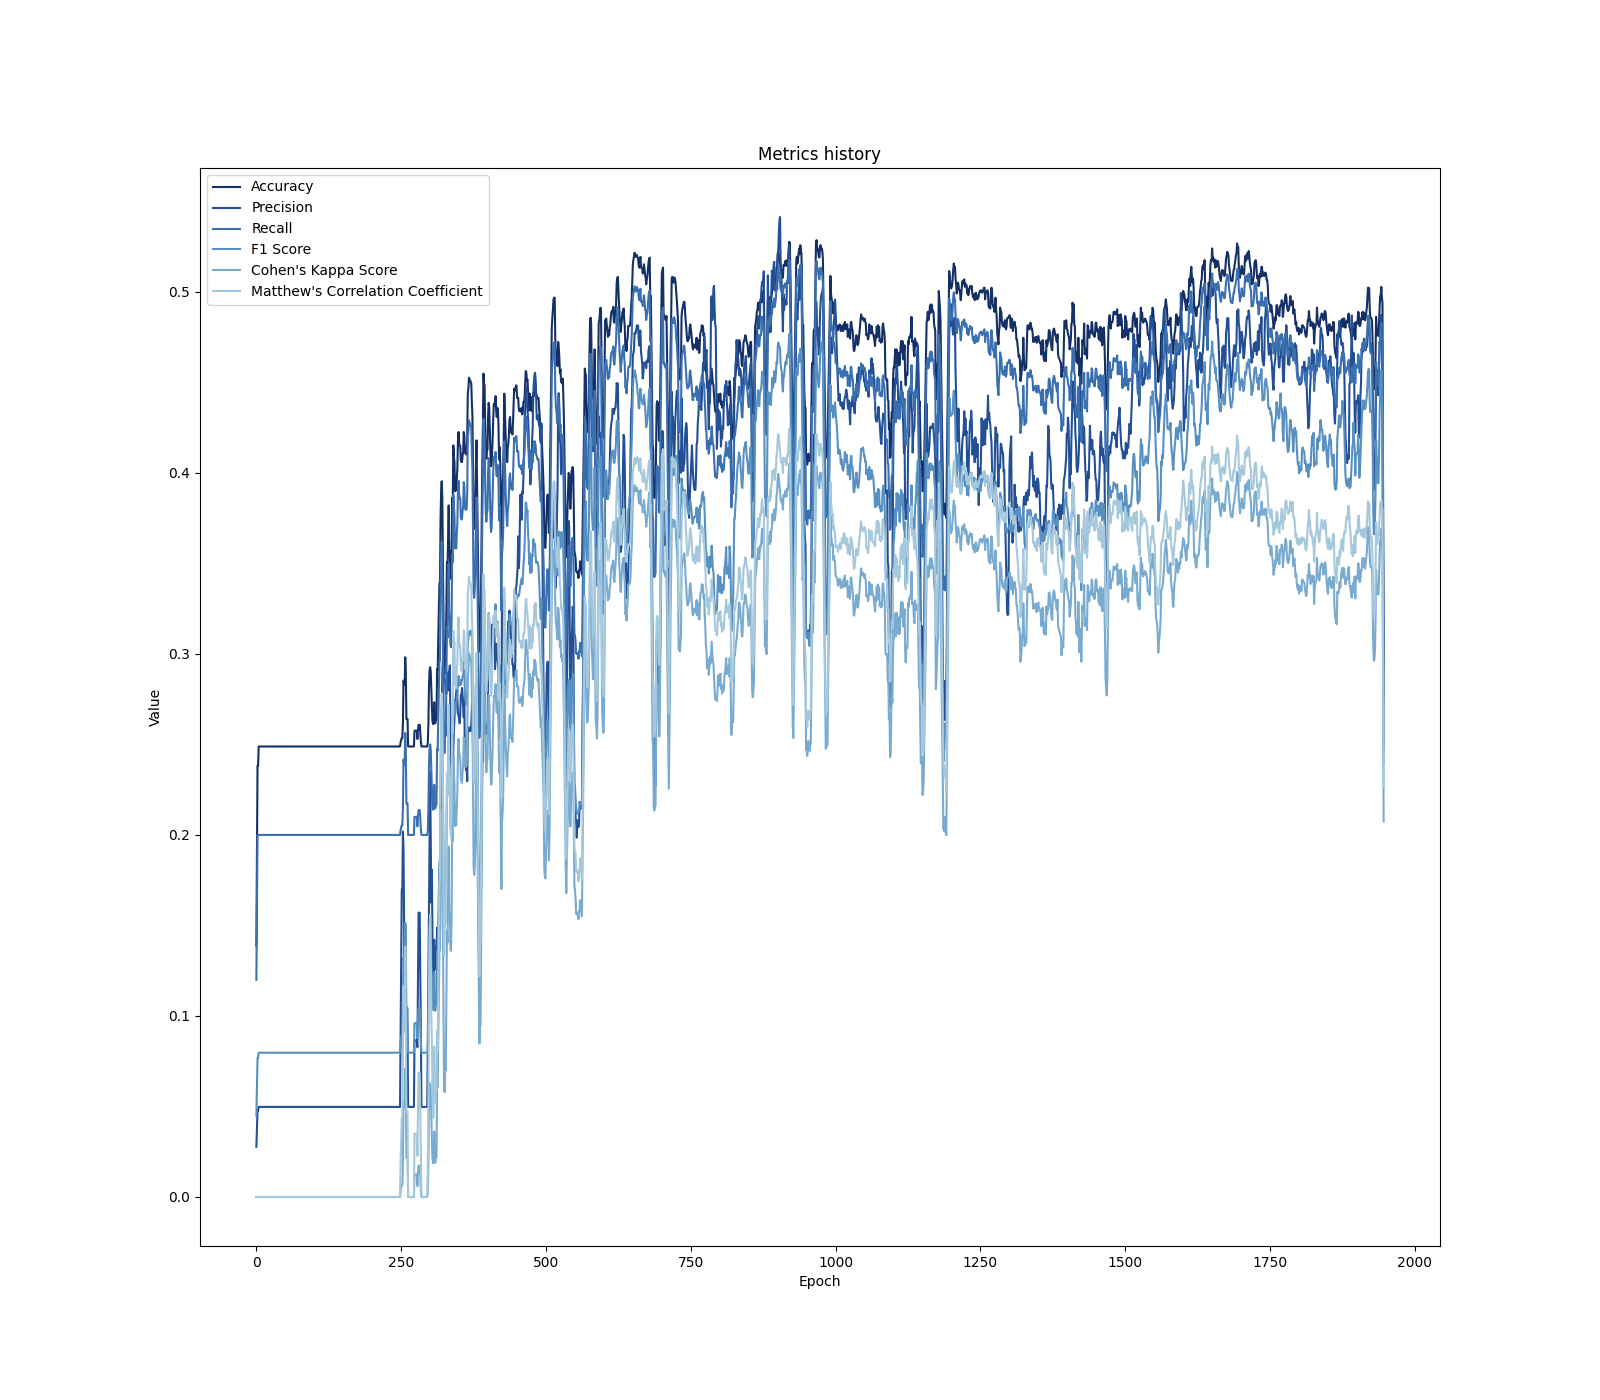 Metrics history
Accuracy
Precision
Recall
F1 Score
Cohen's Kappa Score
Matthew's Correlation Coefficient
0.5
0.4
0.3
0.2
0.1
0.0
Value
0 250 500 750 1000 1250 1500 1750 2000
Epoch